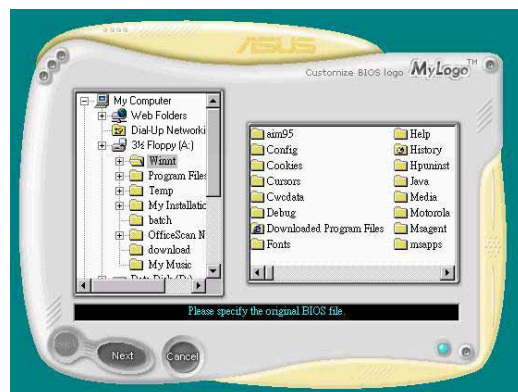 ASUS
Customize BIOS logo MyLogo™
My Computer
Web Folders
Dial-Up Networki
3½ Floppy (A:)
Winnt
Program Files
Temp
My Installatic
batch
OfficeScan N
download
My Music
aim95
Config
Cookies
Cursors
Cwcdata
Debug
Downloaded Program Files
Fonts
Help
History
Hpuninst
Java
Media
Motorola
Msagent
msapps
Please specify the original BIOS file.
Next
Cancel